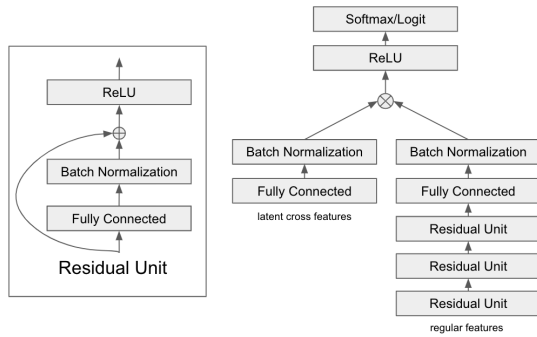 ReLU
Batch Normalization
Fully Connected
Residual Unit
Softmax/Logit
ReLU
Batch Normalization
Fully Connected
latent cross features
Batch Normalization
Fully Connected
Residual Unit
Residual Unit
Residual Unit
regular features